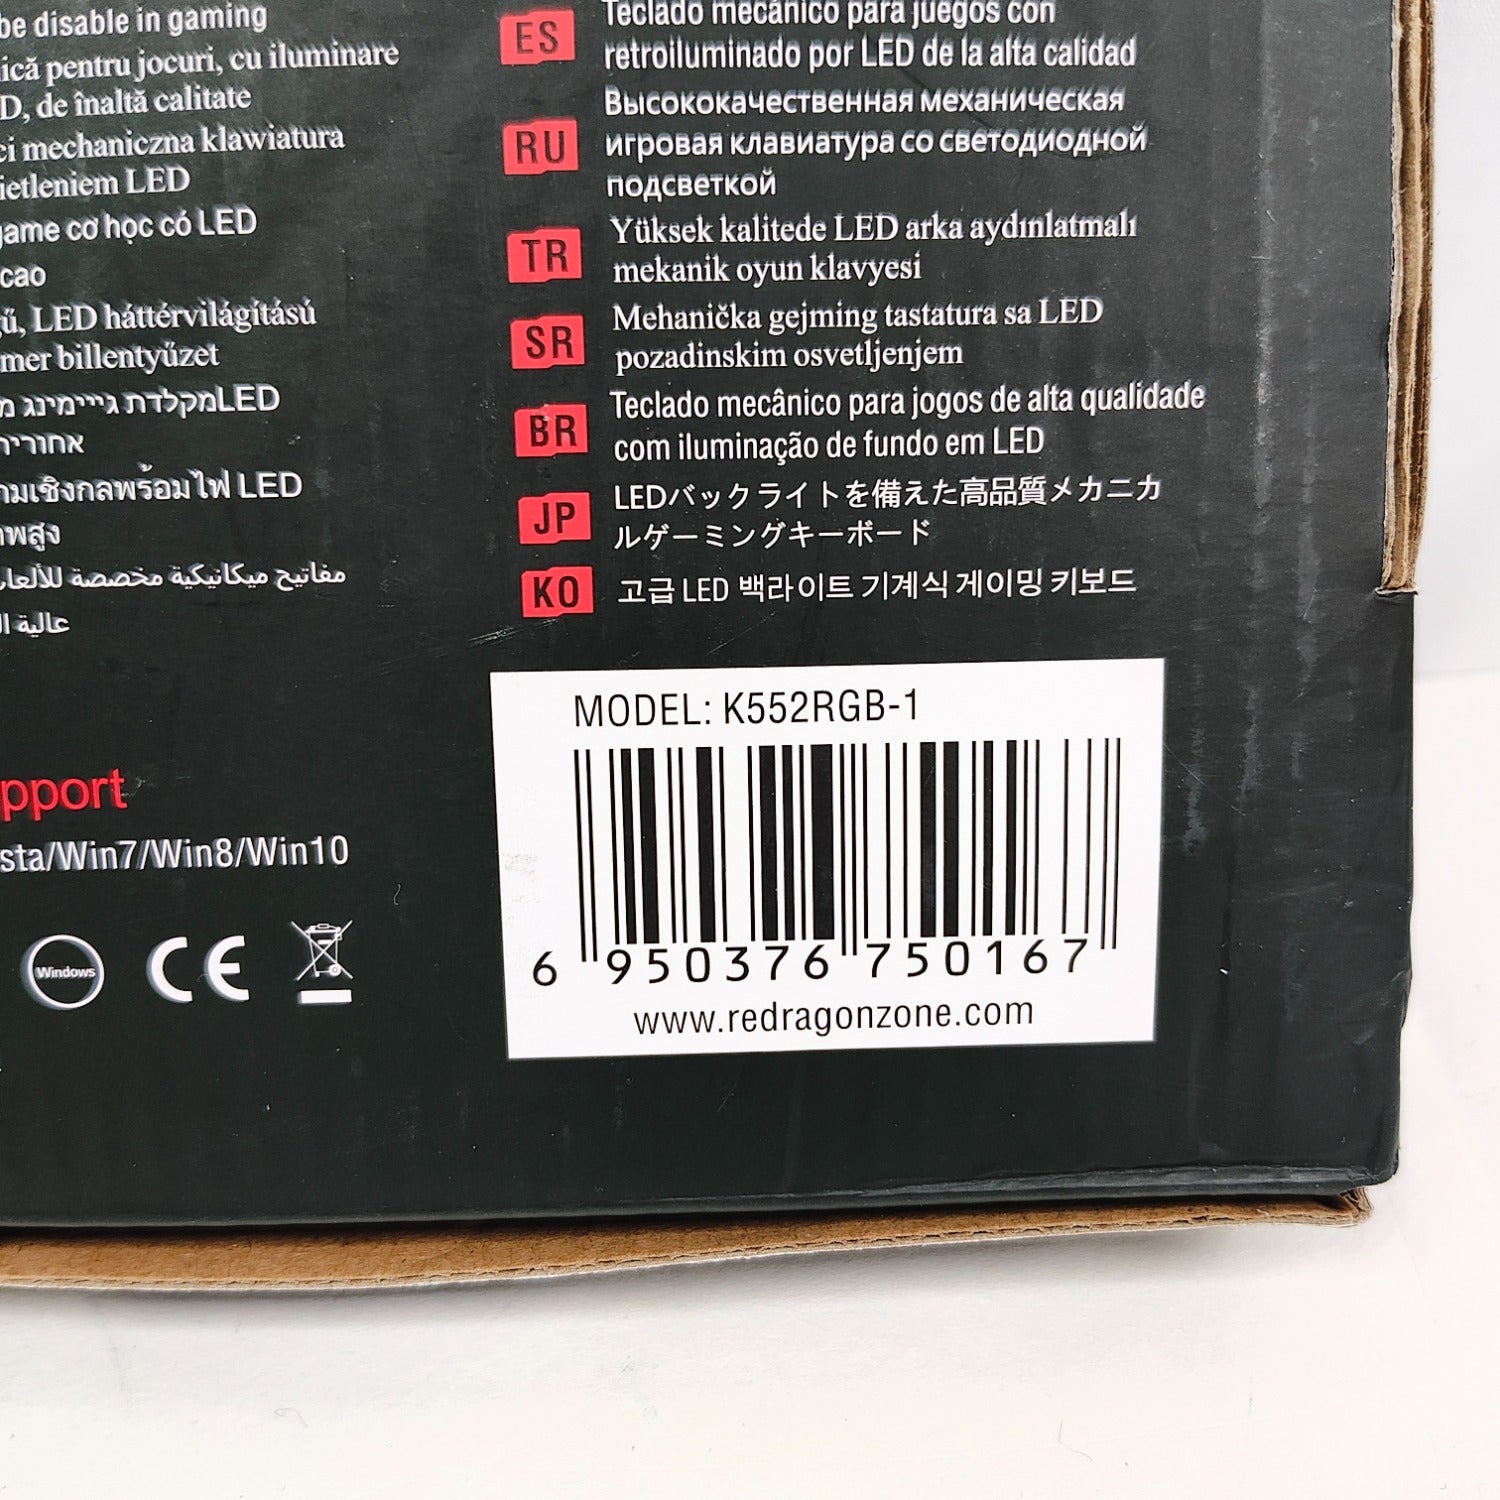 be disable in gaming
ică pentru jocuri, cu iluminare
D, de înaltă calitate
ci mechaniczna klawiatura
ietleniem LED
game cơ học có LED
cao
gű, LED háttérvilágítású
mer billentyűzet
מקלדת גייימינג מLED
אחוריר
ามเชิงกลพร้อมไฟ LED
าพสูง
مفاتيح ميكانيكية مخصصة للألعاب
عالية ال
ES
Teclado mecánico para juegos con
retroiluminado por LED de la alta calidad
RU
Высококачественная механическая
игровая клавиатура со светодиодной
подсветкой
TR
Yüksek kalitede LED arka aydınlatmalı
mekanik oyun klavyesi
SR
Mehanička gejming tastatura sa LED
pozadinskim osvetljenjem
BR
Teclado mecânico para jogos de alta qualidade
com iluminação de fundo em LED
JP
LEDバックライトを備えた高品質メカニカ
ルゲーミングキーボード
KO
고급 LED 백라이트 기계식 게이밍 키보드
pport
sta/Win7/Win8/Win10
Windows
CE
MODEL: K552RGB-1
6 950376 750167
www.redragonzone.com